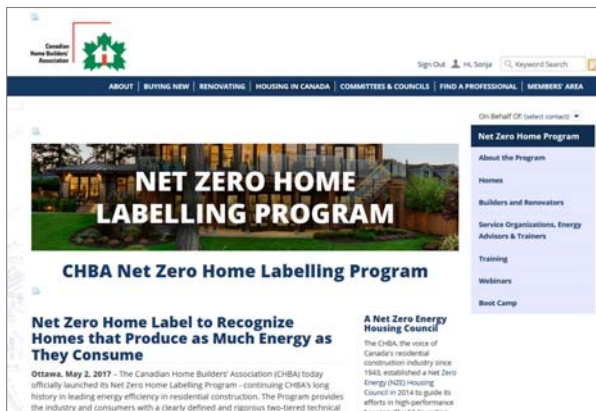 Canadian
Home Builders'
Association
Sign Out Hi, Sonja Keyword Search
ABOUT | BUYING NEW | RENOVATING | HOUSING IN CANADA | COMMITTEES & COUNCILS | FIND A PROFESSIONAL | MEMBERS' AREA
On Behalf Of: (select contact)
NET ZERO HOME
LABELLING PROGRAM
CHBA Net Zero Home Labelling Program
Net Zero Home Label to Recognize
Homes that Produce as Much Energy as
They Consume
Ottawa, May 2, 2017 – The Canadian Home Builders' Association (CHBA) today
officially launched its Net Zero Home Labelling Program - continuing CHBA's long
history in leading energy efficiency in residential construction. The Program provides
the industry and consumers with a clearly defined and rigorous two-tiered technical
A Net Zero Energy
Housing Council
The CHBA, the voice of
Canada's residential
construction industry since
1943, established a Net Zero
Energy (NZE) Housing
Council in 2014 to guide its
efforts in high-performance
Net Zero Home Program
About the Program
Homes
Builders and Renovators
Service Organizations, Energy
Advisors & Trainers
Training
Webinars
Boot Camp